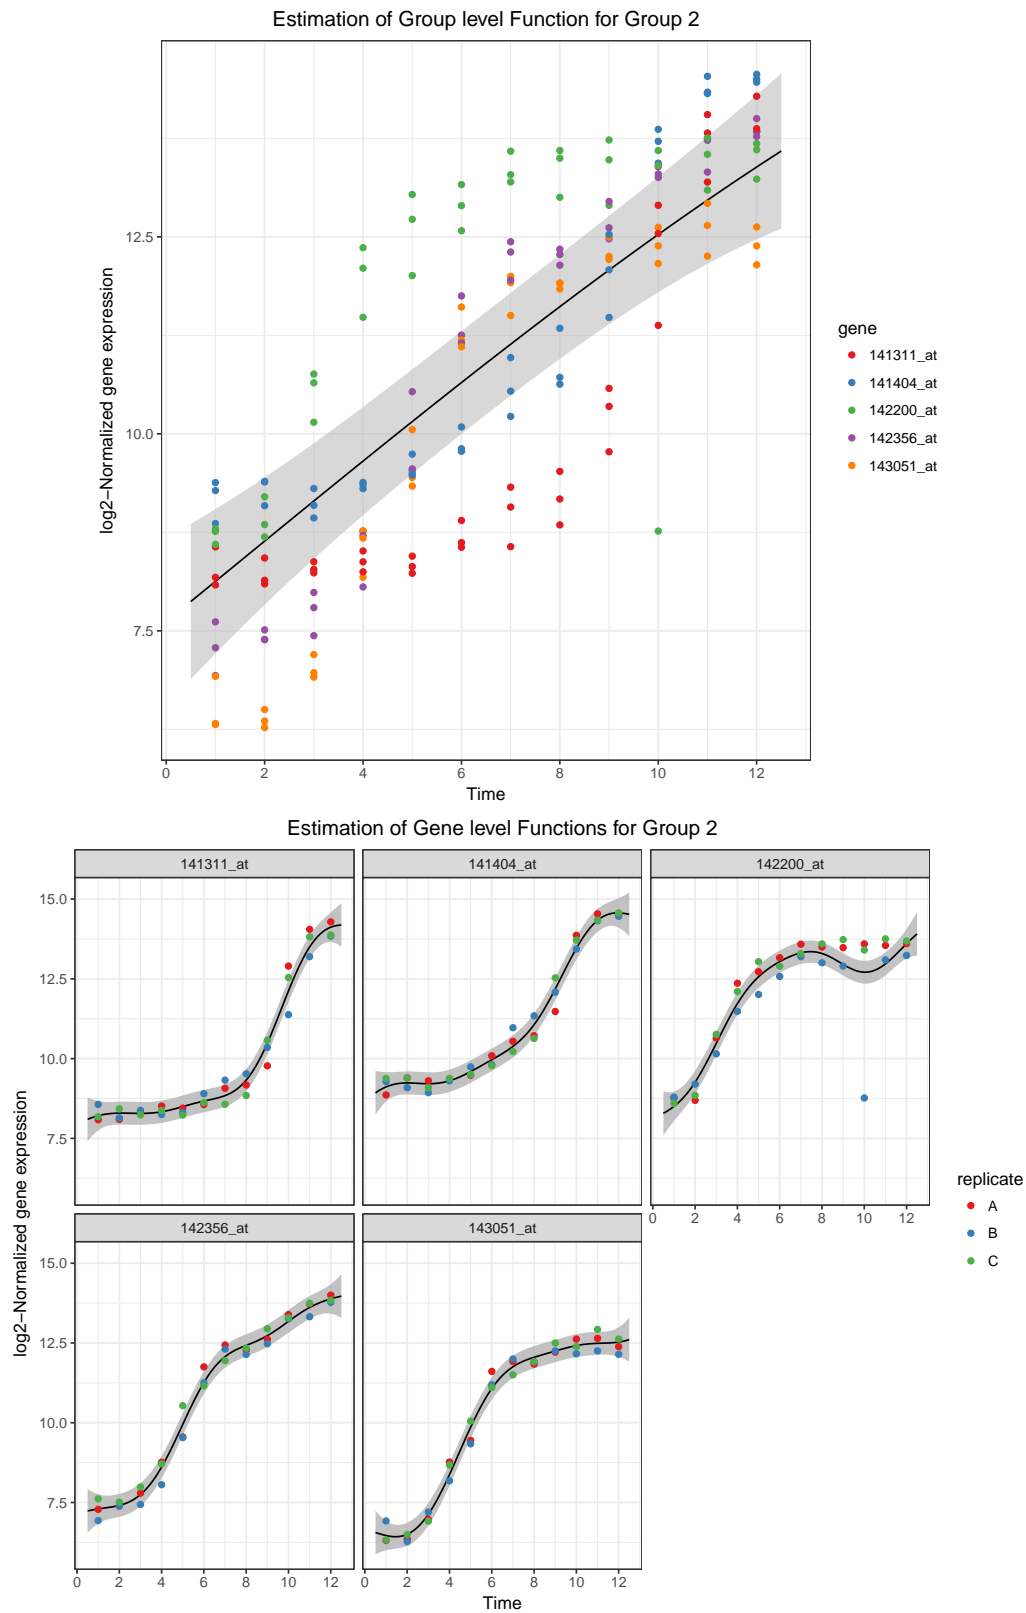 Estimation of Group level Function for Group 2
log2−Normalized gene expression
12.5
10.0
7.5
0 2 4 6 8 10 12
Time
gene
141311_at
141404_at
142200_at
142356_at
143051_at
Estimation of Gene level Functions for Group 2
log2−Normalized gene expression
141311_at 141404_at 142200_at
15.0
12.5
10.0
7.5
0 2 4 6 8 10 12
142356_at 143051_at
15.0
12.5
10.0
7.5
0 2 4 6 8 10 12 0 2 4 6 8 10 12
Time
replicate
A
B
C